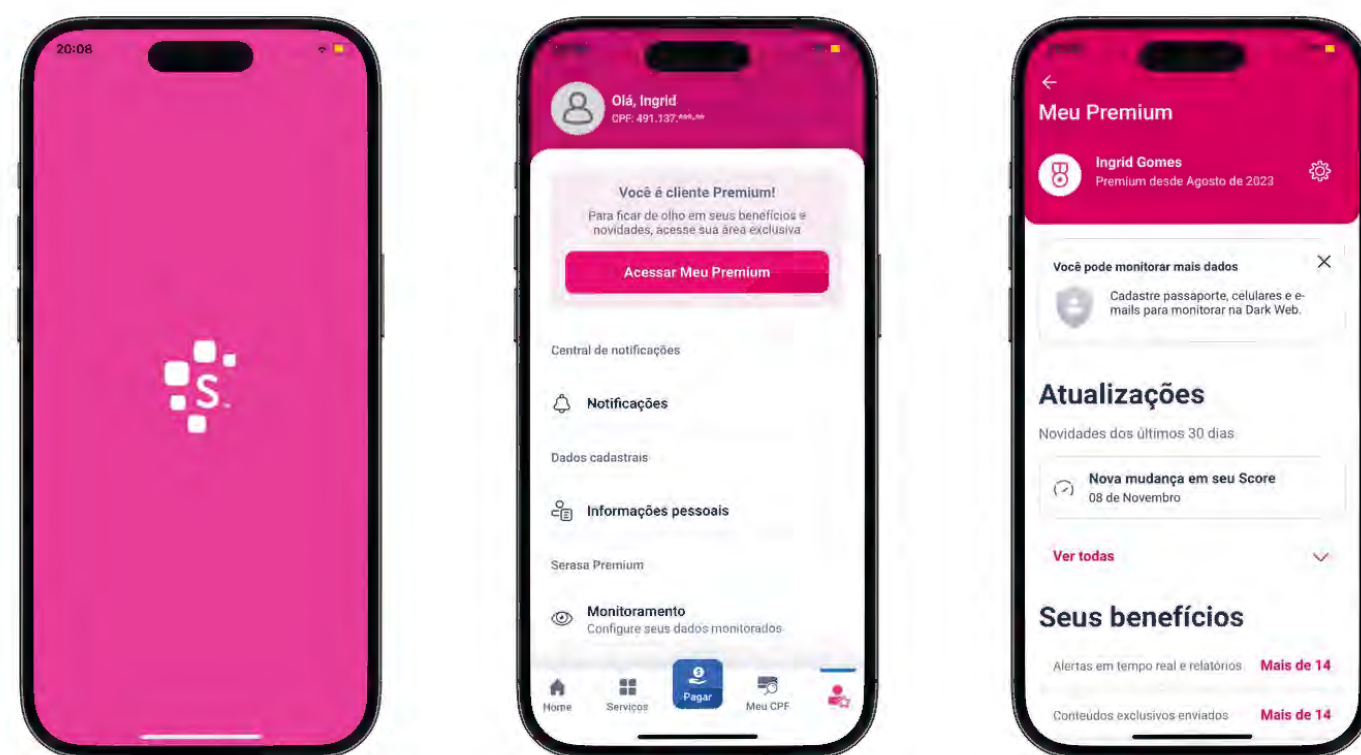 20:08
S
Olá, Ingrid
CPF: 491.137.***-**
Você é cliente Premium!
Para ficar de olho em seus benefícios e
novidades, acesse sua área exclusiva
Acessar Meu Premium
Central de notificações
Notificações
Dados cadastrais
Informações pessoais
Serasa Premium
Monitoramento
Configure seus dados monitorados
Home
Serviços
Pagar
Meu CPF
Meu Premium
Ingrid Gomes
Premium desde Agosto de 2023
Você pode monitorar mais dados
Cadastre passaporte, celulares e e-
mails para monitorar na Dark Web.
Atualizações
Novidades dos últimos 30 dias
Nova mudança em seu Score
08 de Novembro
Ver todas
Seus benefícios
Alertas em tempo real e relatórios Mais de 14
Conteúdos exclusivos enviados Mais de 14